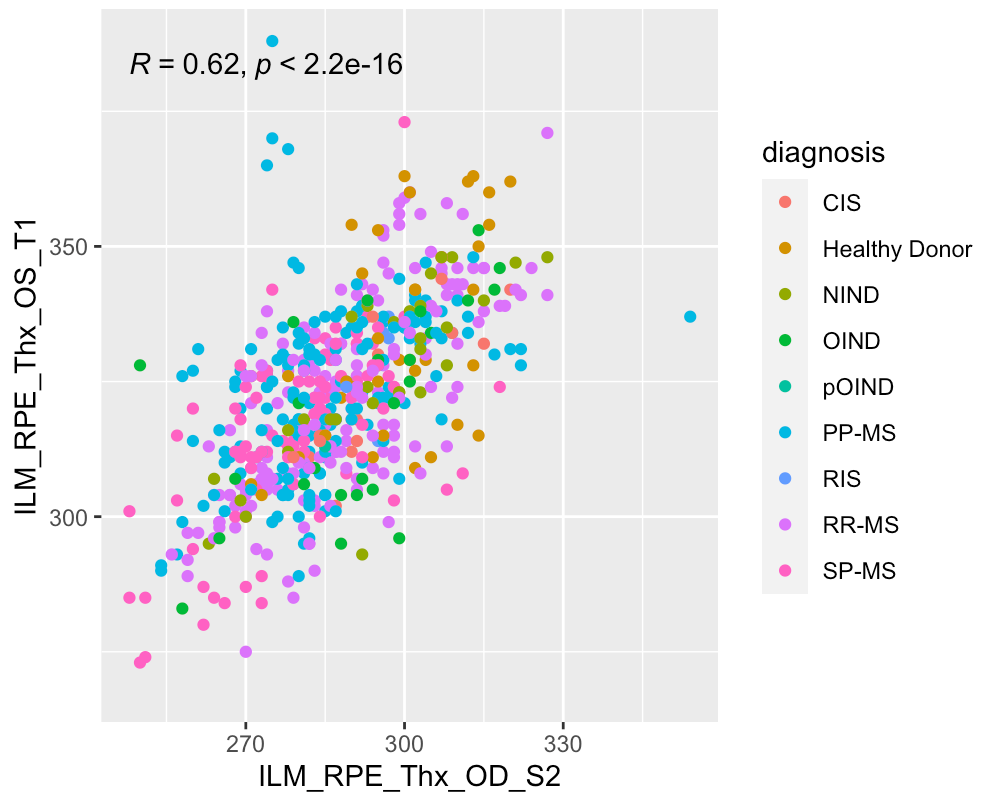 R = 0.62, p < 2.2e-16
ILM_RPE_Thx_OS_T1
350
300
270 300 330
ILM_RPE_Thx_OD_S2
diagnosis
CIS
Healthy Donor
NIND
OIND
pOIND
PP-MS
RIS
RR-MS
SP-MS